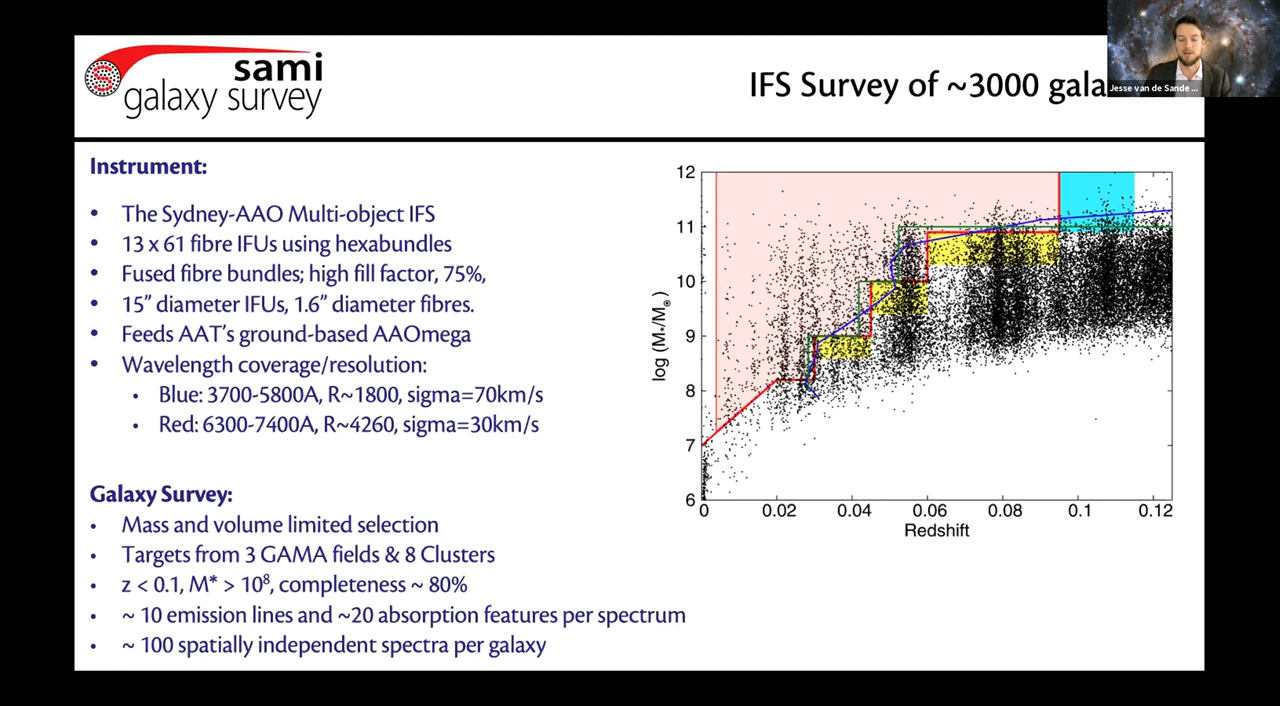 sami
galaxy survey
IFS Survey of ~3000 gala
Jesse van de Sande ...
Instrument:
• The Sydney-AAO Multi-object IFS
• 13 x 61 fibre IFUs using hexabundles
• Fused fibre bundles; high fill factor, 75%,
• 15” diameter IFUs, 1.6” diameter fibres.
• Feeds AAT’s ground-based AAOmega
• Wavelength coverage/resolution:
• Blue: 3700-5800A, R~1800, sigma=70km/s
• Red: 6300-7400A, R~4260, sigma=30km/s
Galaxy Survey:
• Mass and volume limited selection
• Targets from 3 GAMA fields & 8 Clusters
• z < 0.1, M* > 10⁸, completeness ~ 80%
• ~ 10 emission lines and ~20 absorption features per spectrum
• ~ 100 spatially independent spectra per galaxy
12
11
10
9
8
7
6
log (M*/M⊙)
0 0.02 0.04 0.06 0.08 0.1 0.12
Redshift